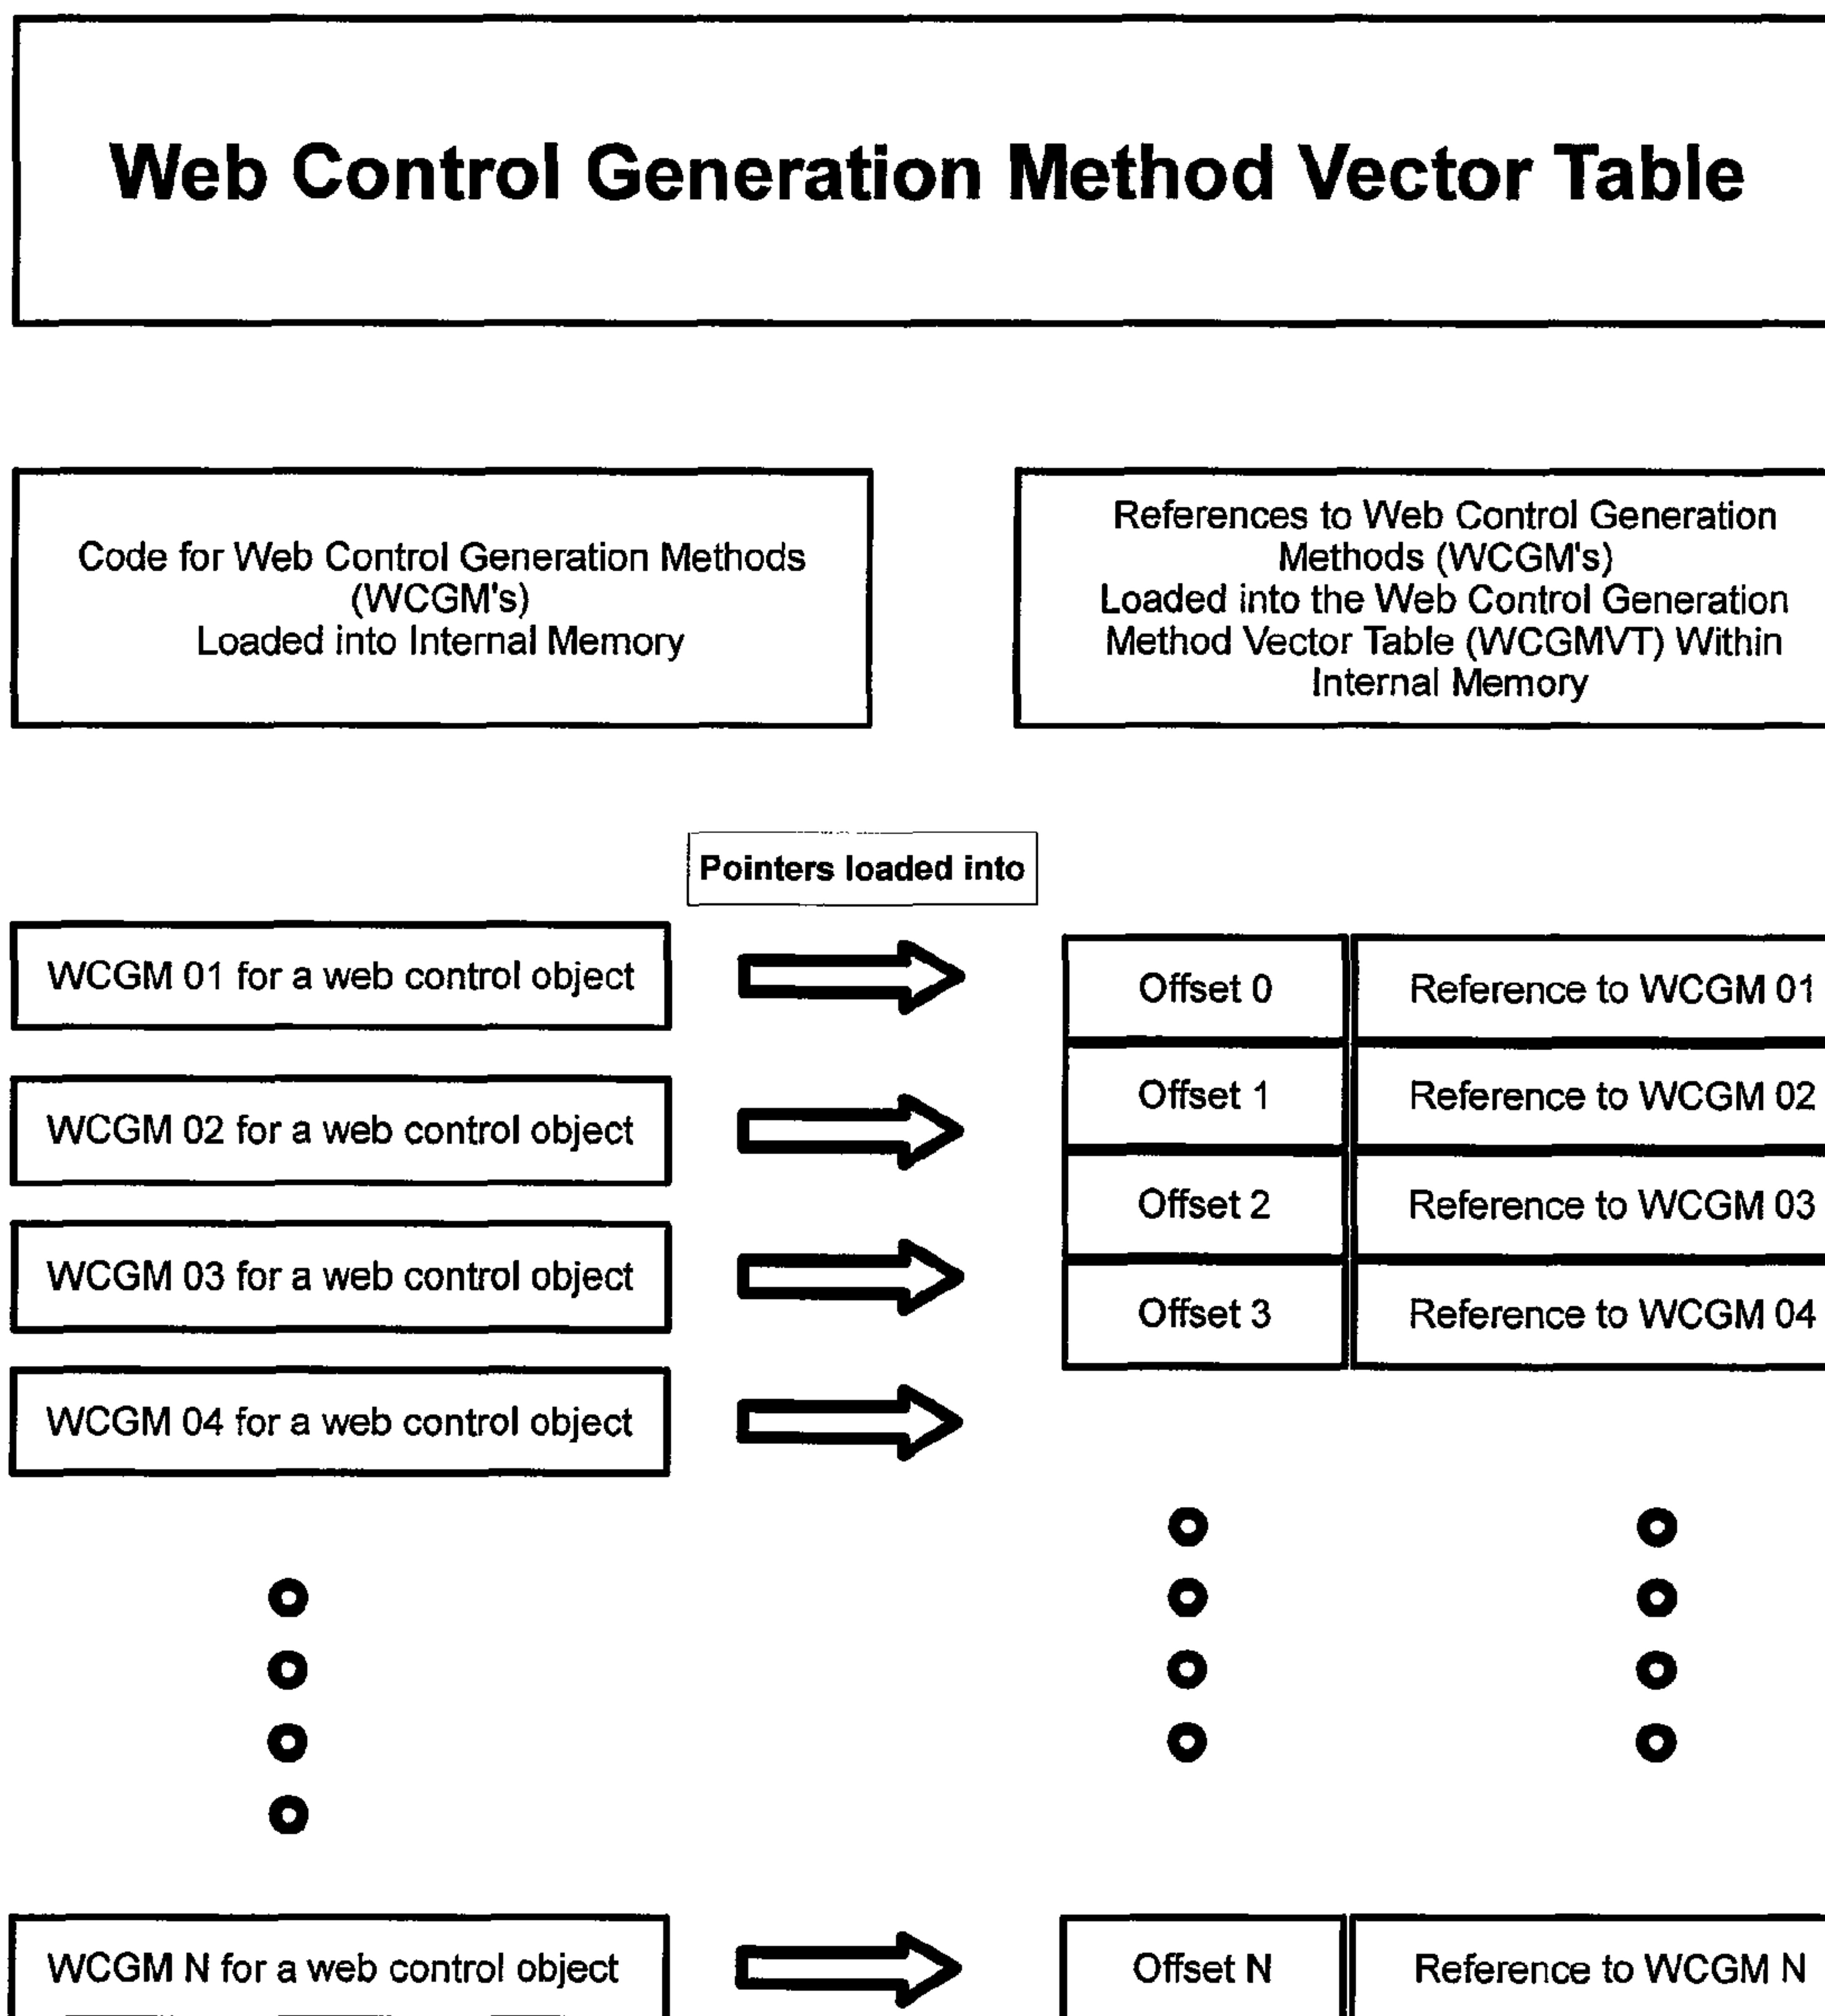 Web Control Generation Method Vector Table
Code for Web Control Generation Methods
(WCGM's)
Loaded into Internal Memory
References to Web Control Generation
Methods (WCGM's)
Loaded into the Web Control Generation
Method Vector Table (WCGMVT) Within
Internal Memory
Pointers loaded into
WCGM 01 for a web control object
Offset 0
Reference to WCGM 01
WCGM 02 for a web control object
Offset 1
Reference to WCGM 02
WCGM 03 for a web control object
Offset 2
Reference to WCGM 03
WCGM 04 for a web control object
Offset 3
Reference to WCGM 04
WCGM N for a web control object
Offset N
Reference to WCGM N